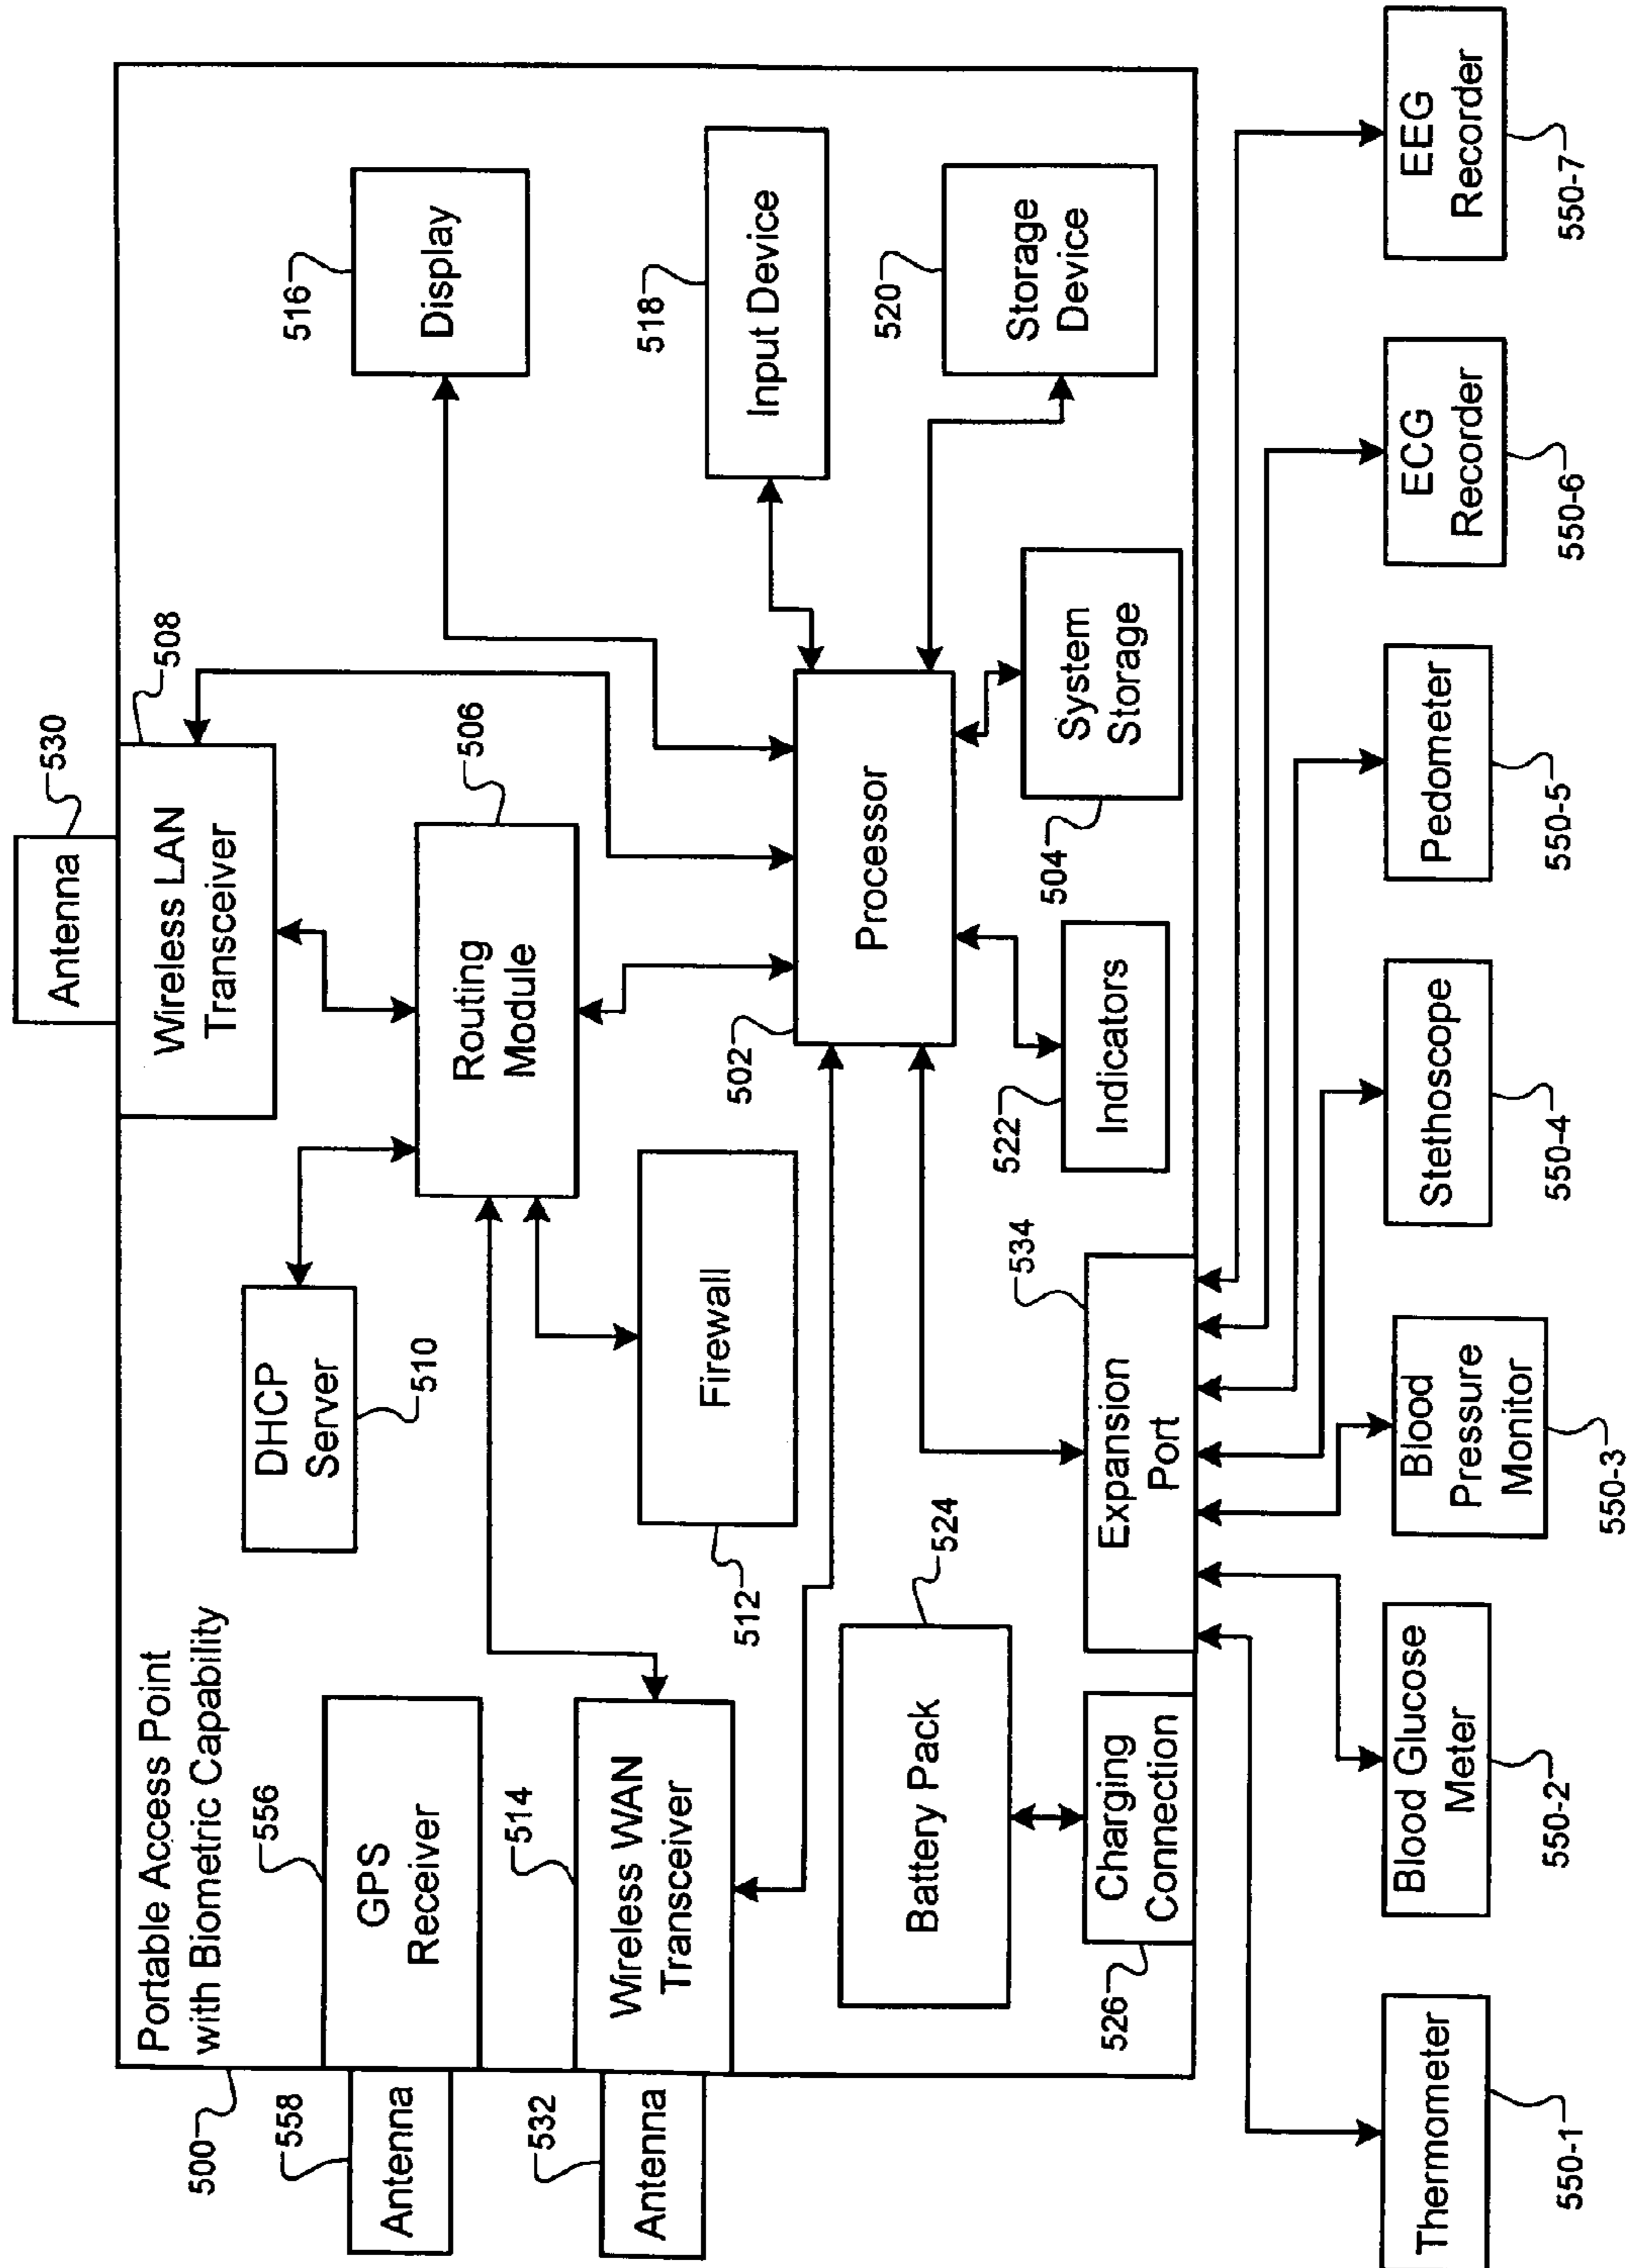 Portable Access Point
with Biometric Capability
500
Antenna
530
Wireless LAN
Transceiver
508
Antenna
558
GPS
Receiver
556
DHCP
Server
510
Routing
Module
506
Display
516
Antenna
532
Wireless WAN
Transceiver
514
Firewall
512
Processor
502
Input Device
518
Battery Pack
524
Storage
Device
520
Charging
Connection
526
Expansion
Port
534
Indicators
522
System
Storage
504
Thermometer
550-1
Blood Glucose
Meter
550-2
Blood
Pressure
Monitor
550-3
Stethoscope
550-4
Pedometer
550-5
ECG
Recorder
550-6
EEG
Recorder
550-7